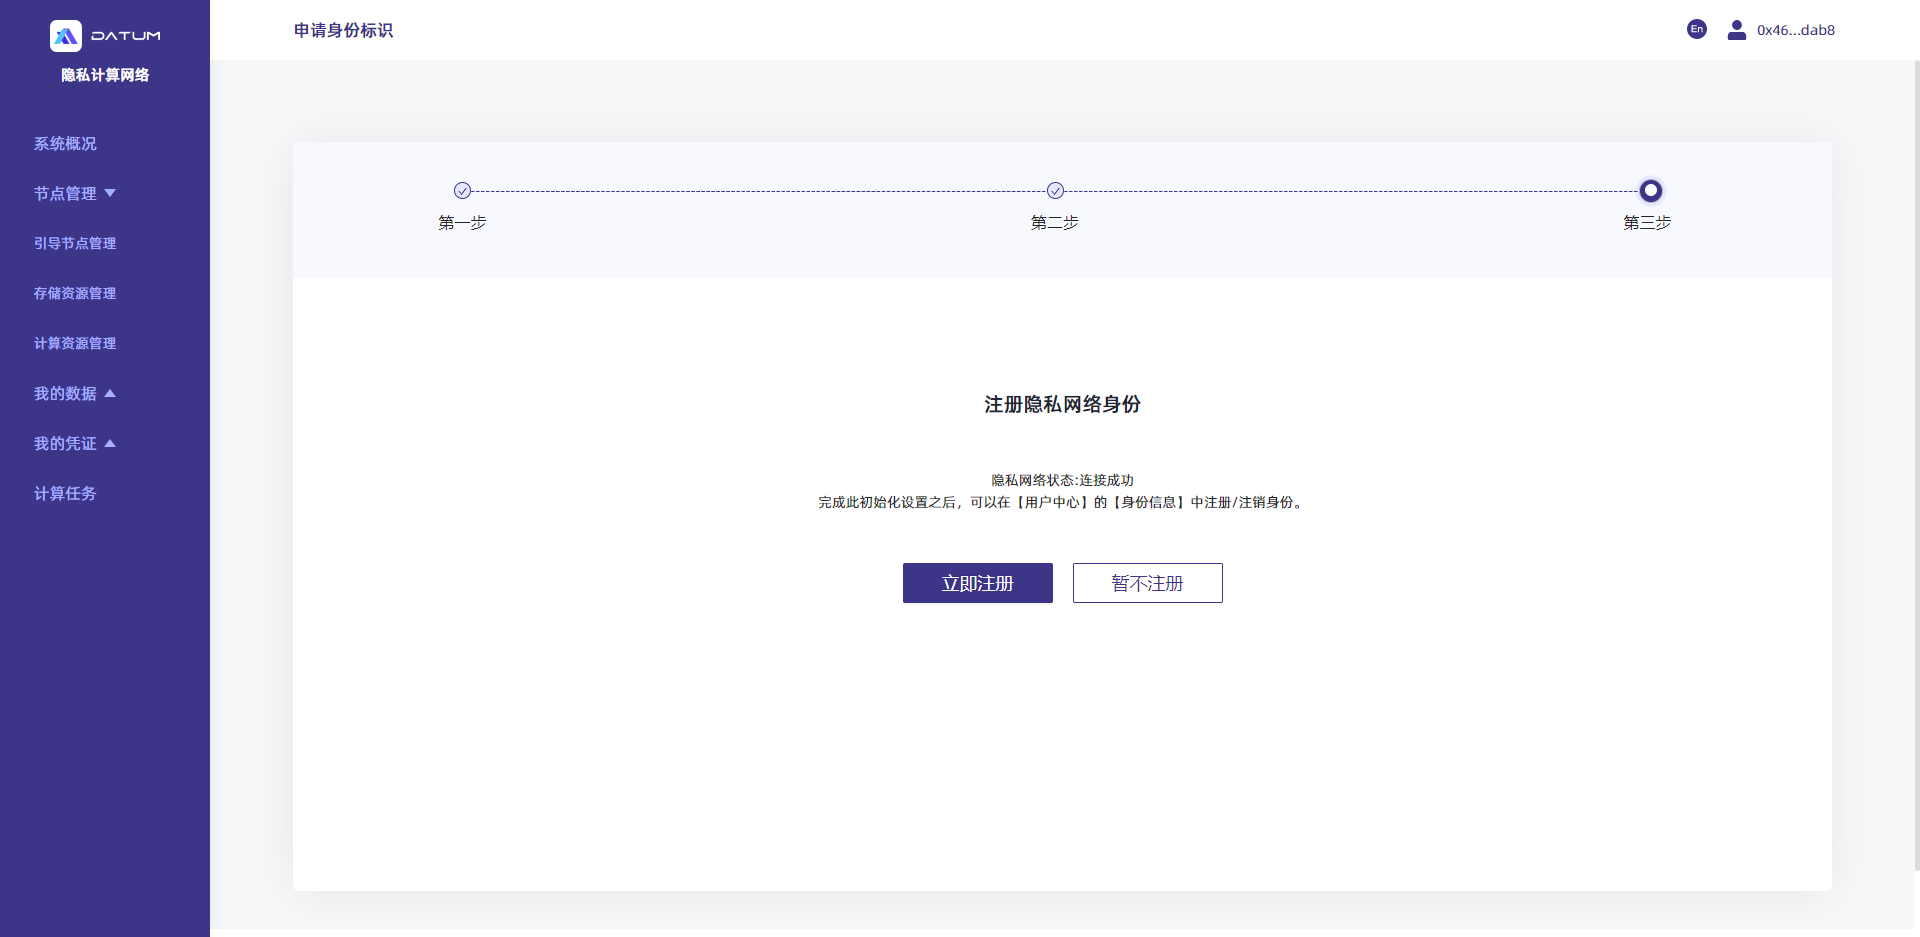 DATUM
隐私计算网络
系统概况
节点管理
引导节点管理
存储资源管理
计算资源管理
我的数据
我的凭证
计算任务
申请身份标识
En
0x46...dab8
第一步
第二步
第三步
注册隐私网络身份
隐私网络状态:连接成功
完成此初始化设置之后，可以在【用户中心】的【身份信息】中注册/注销身份。
立即注册
暂不注册